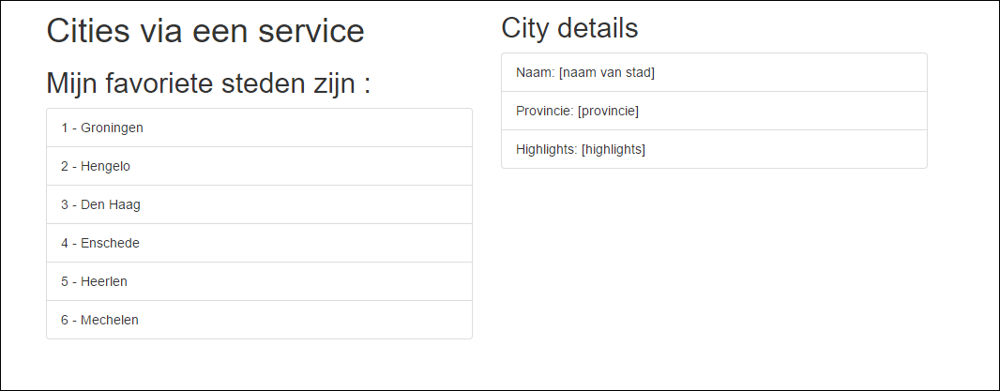 Cities via een service
Mijn favoriete steden zijn :
1 - Groningen
2 - Hengelo
3 - Den Haag
4 - Enschede
5 - Heerlen
6 - Mechelen
City details
Naam: [naam van stad]
Provincie: [provincie]
Highlights: [highlights]